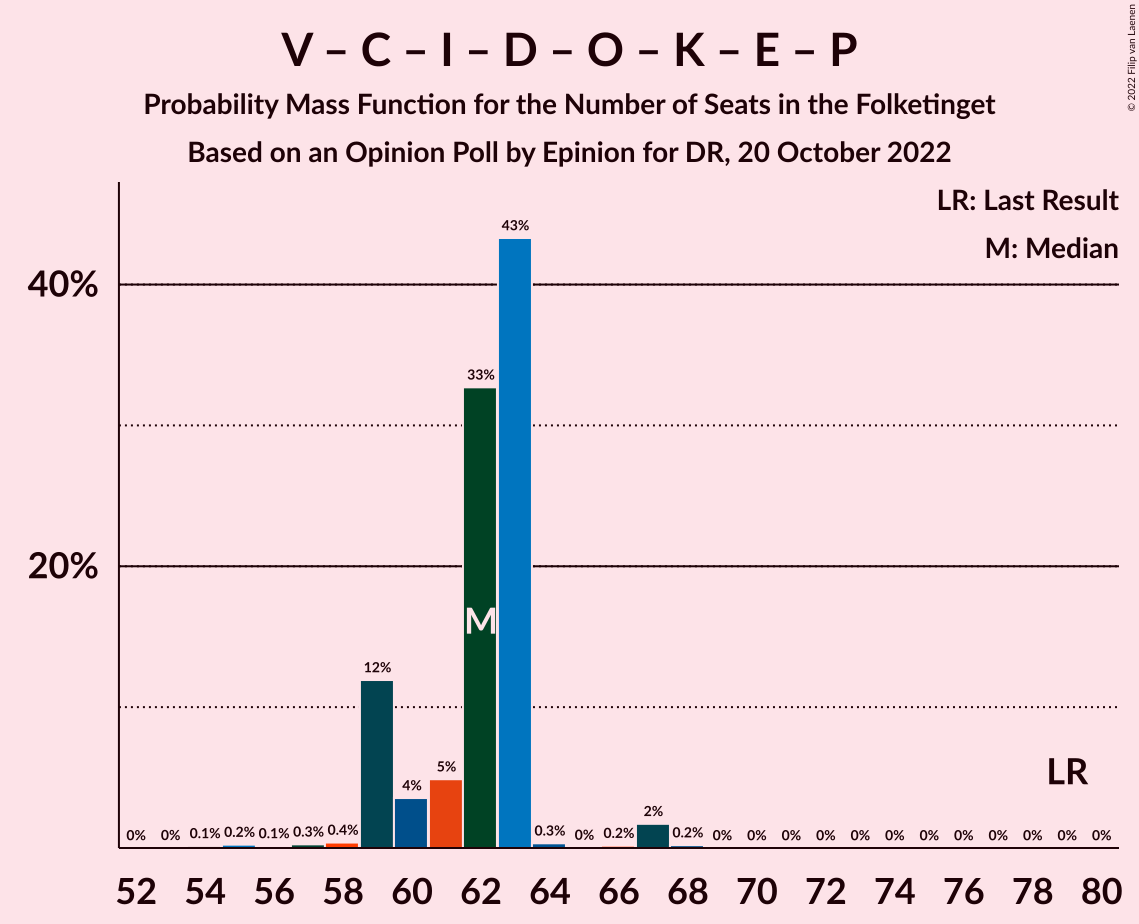 V – C – I – D – O – K – E – P
Probability Mass Function for the Number of Seats in the Folketinget
Based on an Opinion Poll by Epinion for DR, 20 October 2022
© 2022 Filip van Laenen
LR: Last Result
M: Median
40%
20%
0% 0% 0.1% 0.2% 0.1% 0.3% 0.4% 12% 4% 5% 33% 43% 0.3% 0% 0.2% 2% 0.2% 0% 0% 0% 0% 0% 0% 0% 0% 0% 0% 0% 0%
M
LR
52 54 56 58 60 62 64 66 68 70 72 74 76 78 80